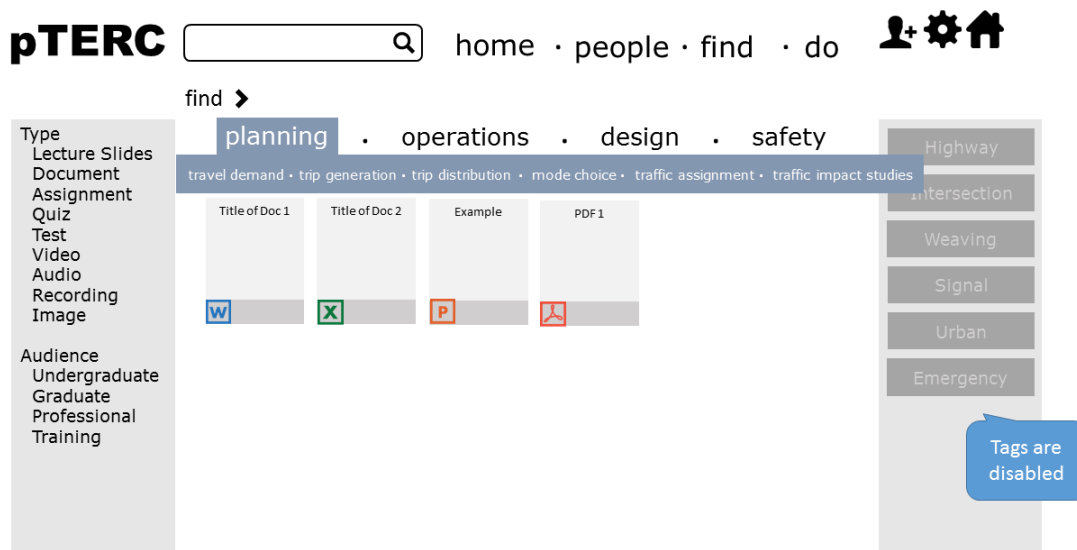 pTERC
home · people · find · do
find
Type
Lecture Slides
Document
Assignment
Quiz
Test
Video
Audio
Recording
Image
Audience
Undergraduate
Graduate
Professional
Training
planning · operations · design · safety
travel demand · trip generation · trip distribution · mode choice · traffic assignment · traffic impact studies
Title of Doc 1
Title of Doc 2
Example
PDF 1
W
X
P
Highway
Intersection
Weaving
Signal
Urban
Emergency
Tags are
disabled